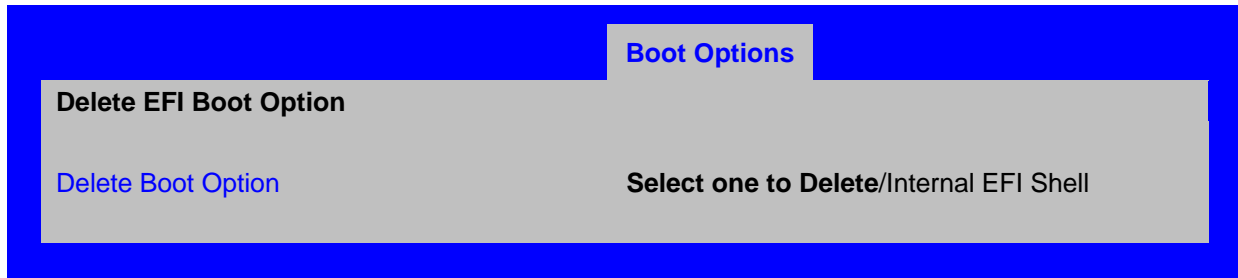 Boot Options
Delete EFI Boot Option
Delete Boot Option Select one to Delete/Internal EFI Shell